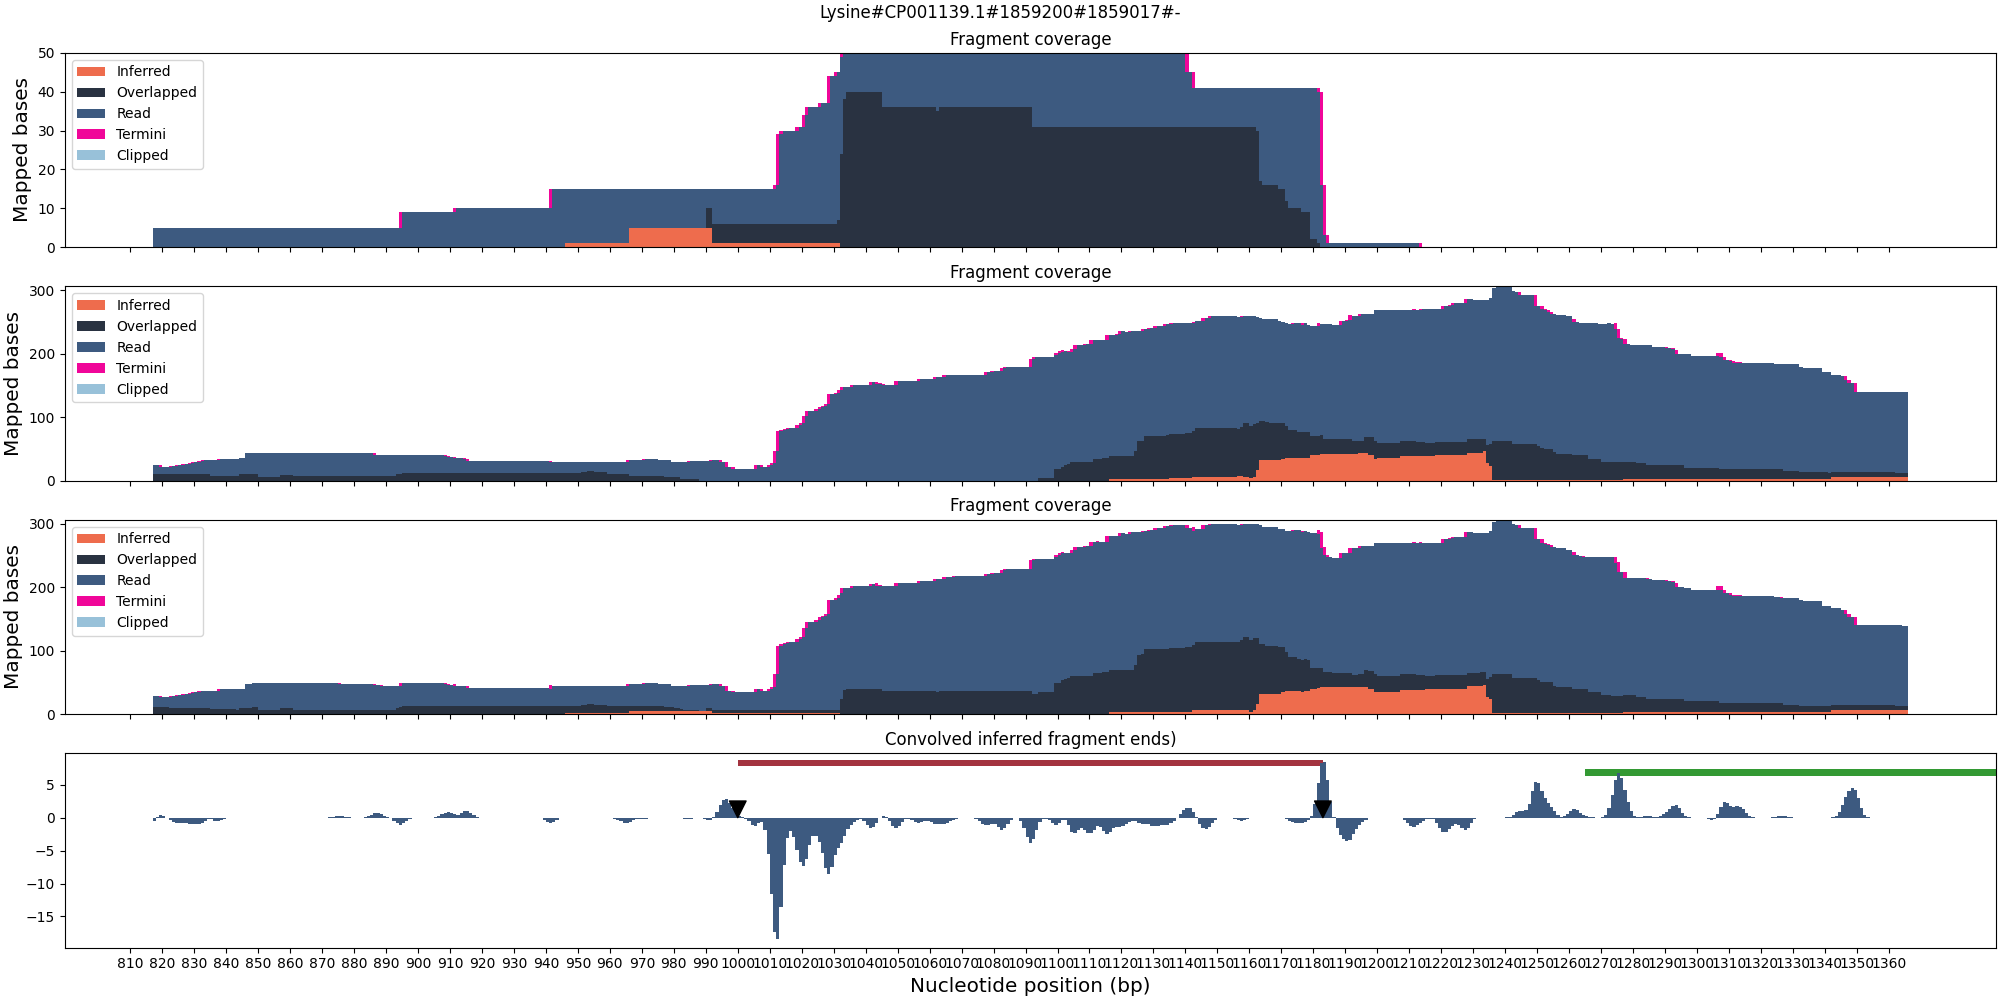 Lysine#CP001139.1#1859200#1859017#-
Fragment coverage
50
40
30
20
10
0
Mapped bases
Inferred
Overlapped
Read
Termini
Clipped
Fragment coverage
300
200
100
0
Mapped bases
Inferred
Overlapped
Read
Termini
Clipped
Fragment coverage
300
200
100
0
Mapped bases
Inferred
Overlapped
Read
Termini
Clipped
Convolved inferred fragment ends)
5
0
−5
−10
−15
810 820 830 840 850 860 870 880 890 900 910 920 930 940 950 960 970 980 990 1000 1010 1020 1030 1040 1050 1060 1070 1080 1090 1100 1110 1120 1130 1140 1150 1160 1170 1180 1190 1200 1210 1220 1230 1240 1250 1260 1270 1280 1290 1300 1310 1320 1330 1340 1350 1360
Nucleotide position (bp)